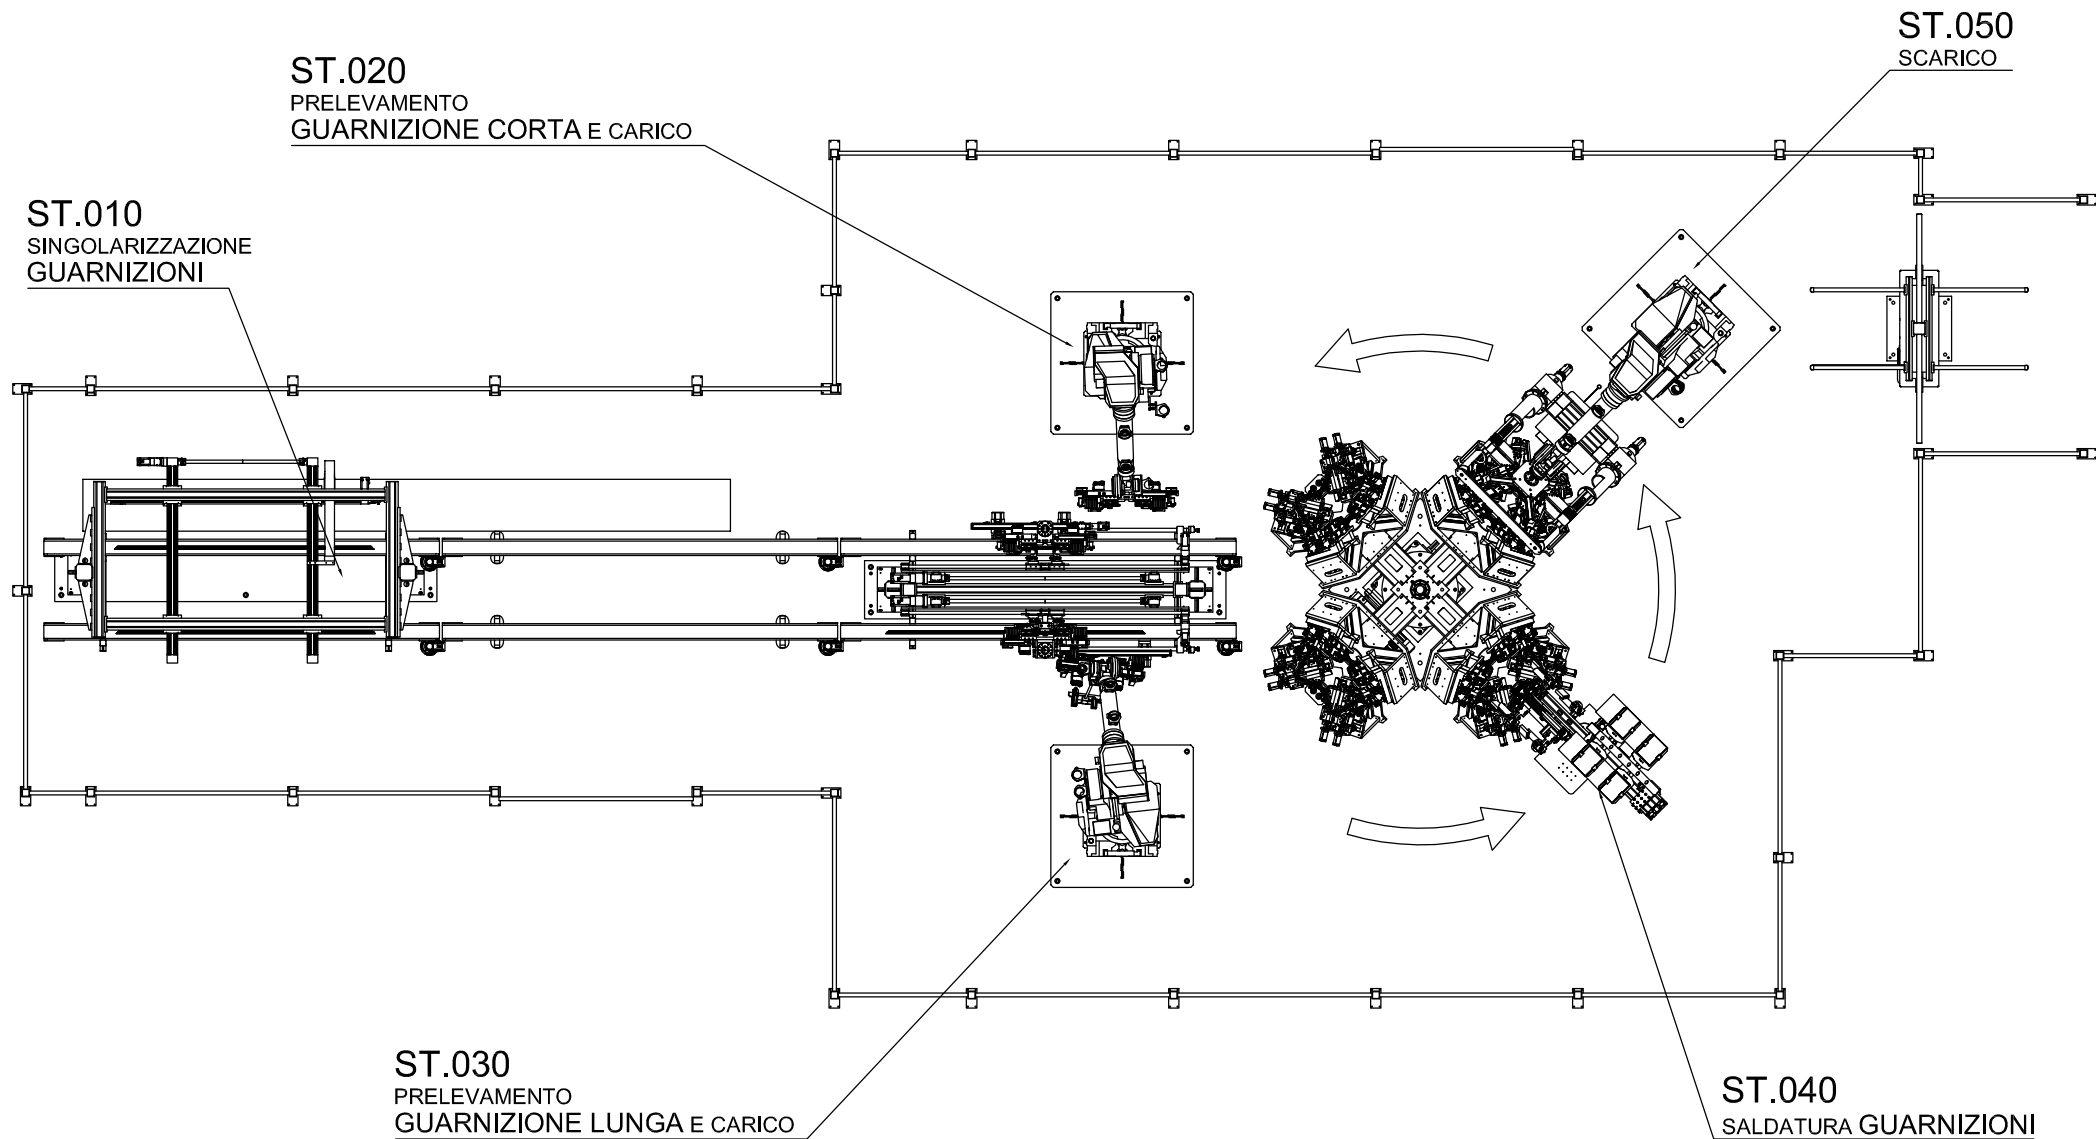 ST.050
SCARICO
ST.020
PRELEVAMENTO
GUARNIZIONE CORTA E CARICO
ST.010
SINGOLARIZZAZIONE
GUARNIZIONI
ST.030
PRELEVAMENTO
GUARNIZIONE LUNGA E CARICO
ST.040
SALDATURA GUARNIZIONI